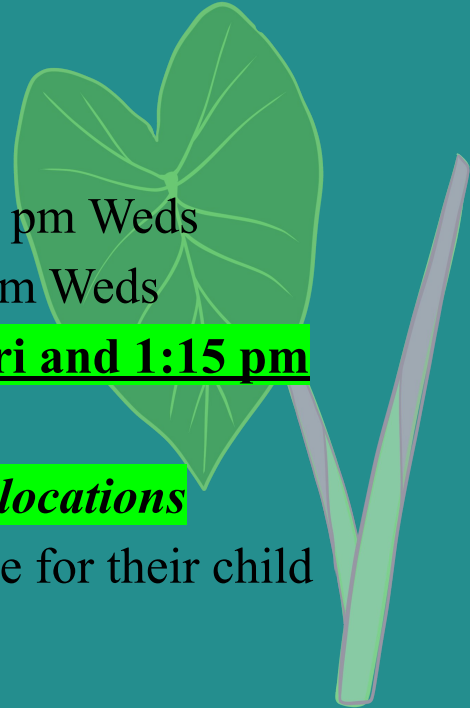 pm Weds
m Weds
ri and 1:15 pm
locations
e for their child